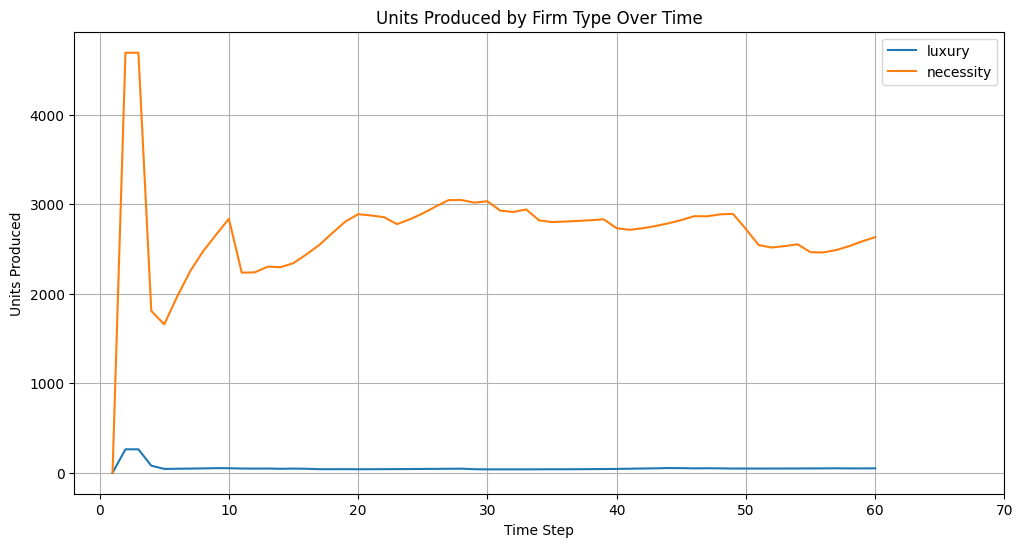 Units Produced by Firm Type Over Time
luxury
necessity
Units Produced
4000
3000
2000
1000
0
0 10 20 30 40 50 60 70
Time Step